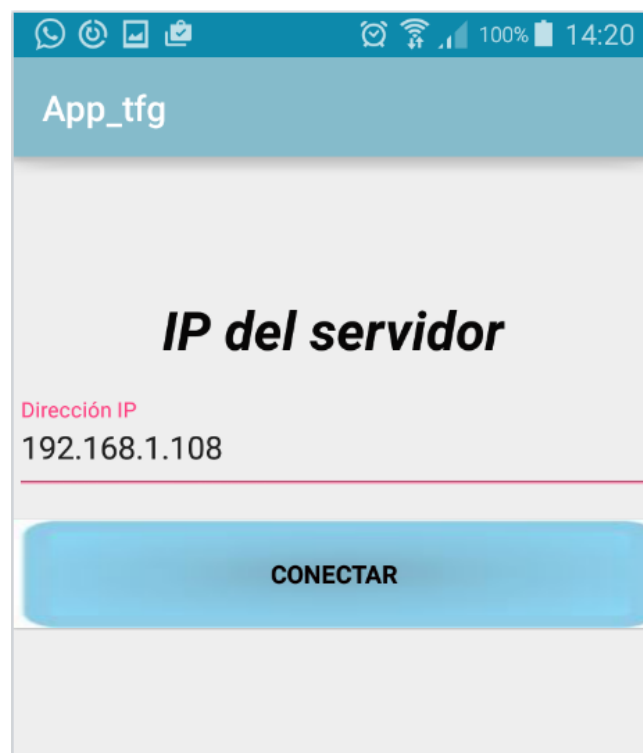 100% 14:20
App_tfg
IP del servidor
Dirección IP
192.168.1.108
CONECTAR